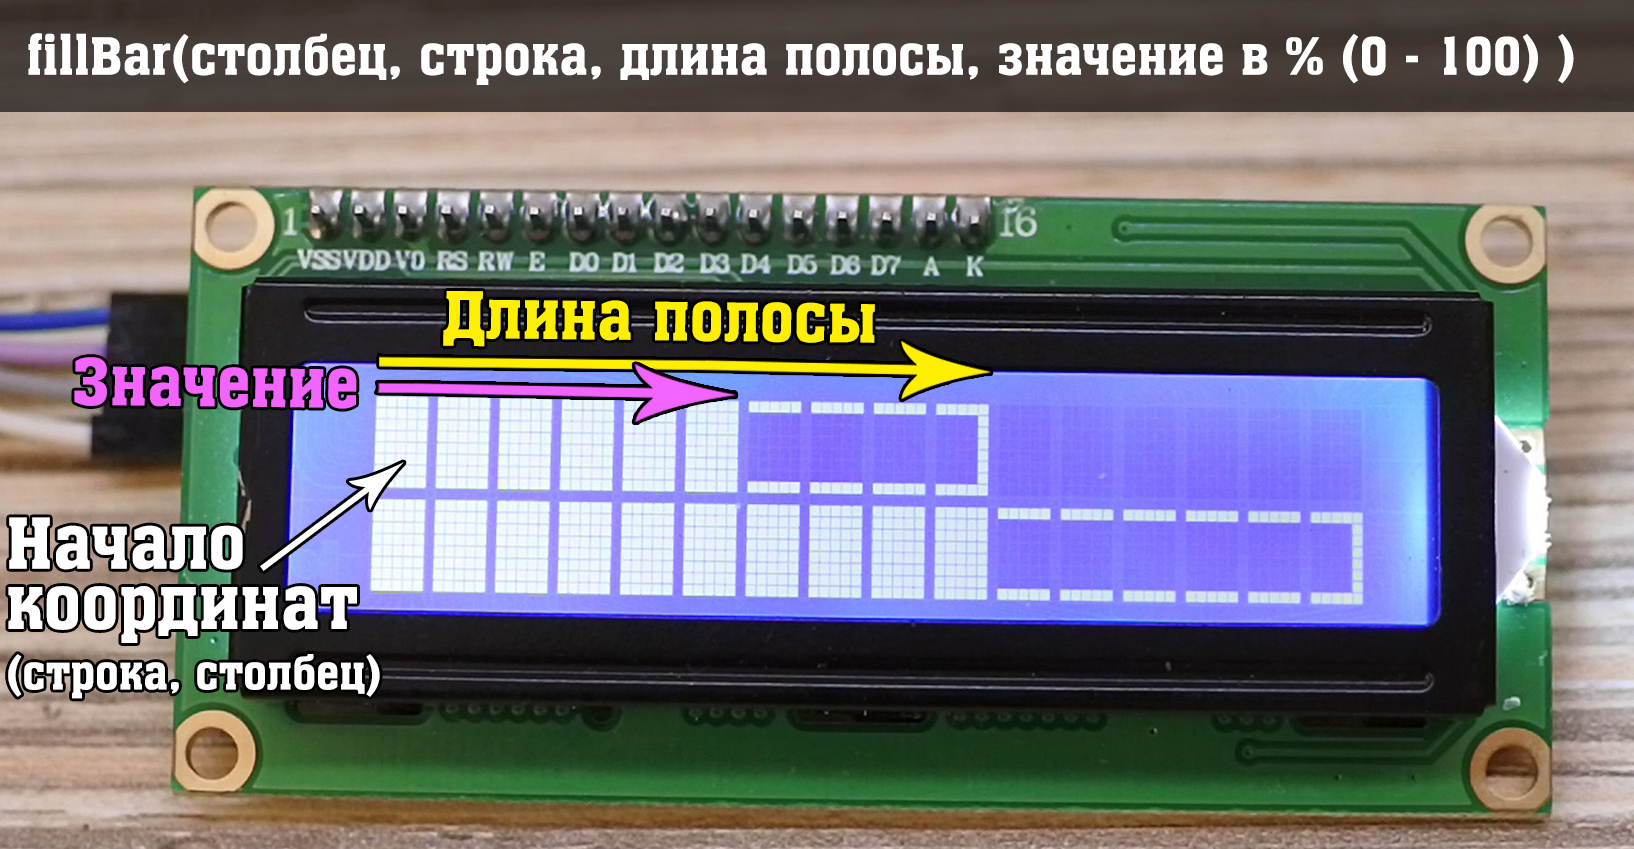 fillBar(столбец, строка, длина полосы, значение в % (0 - 100) )
1 16
VSS VDD V0 RS RW E D0 D1 D2 D3 D4 D5 D6 D7 A K
Длина полосы
Значение
Начало
координат
(строка, столбец)